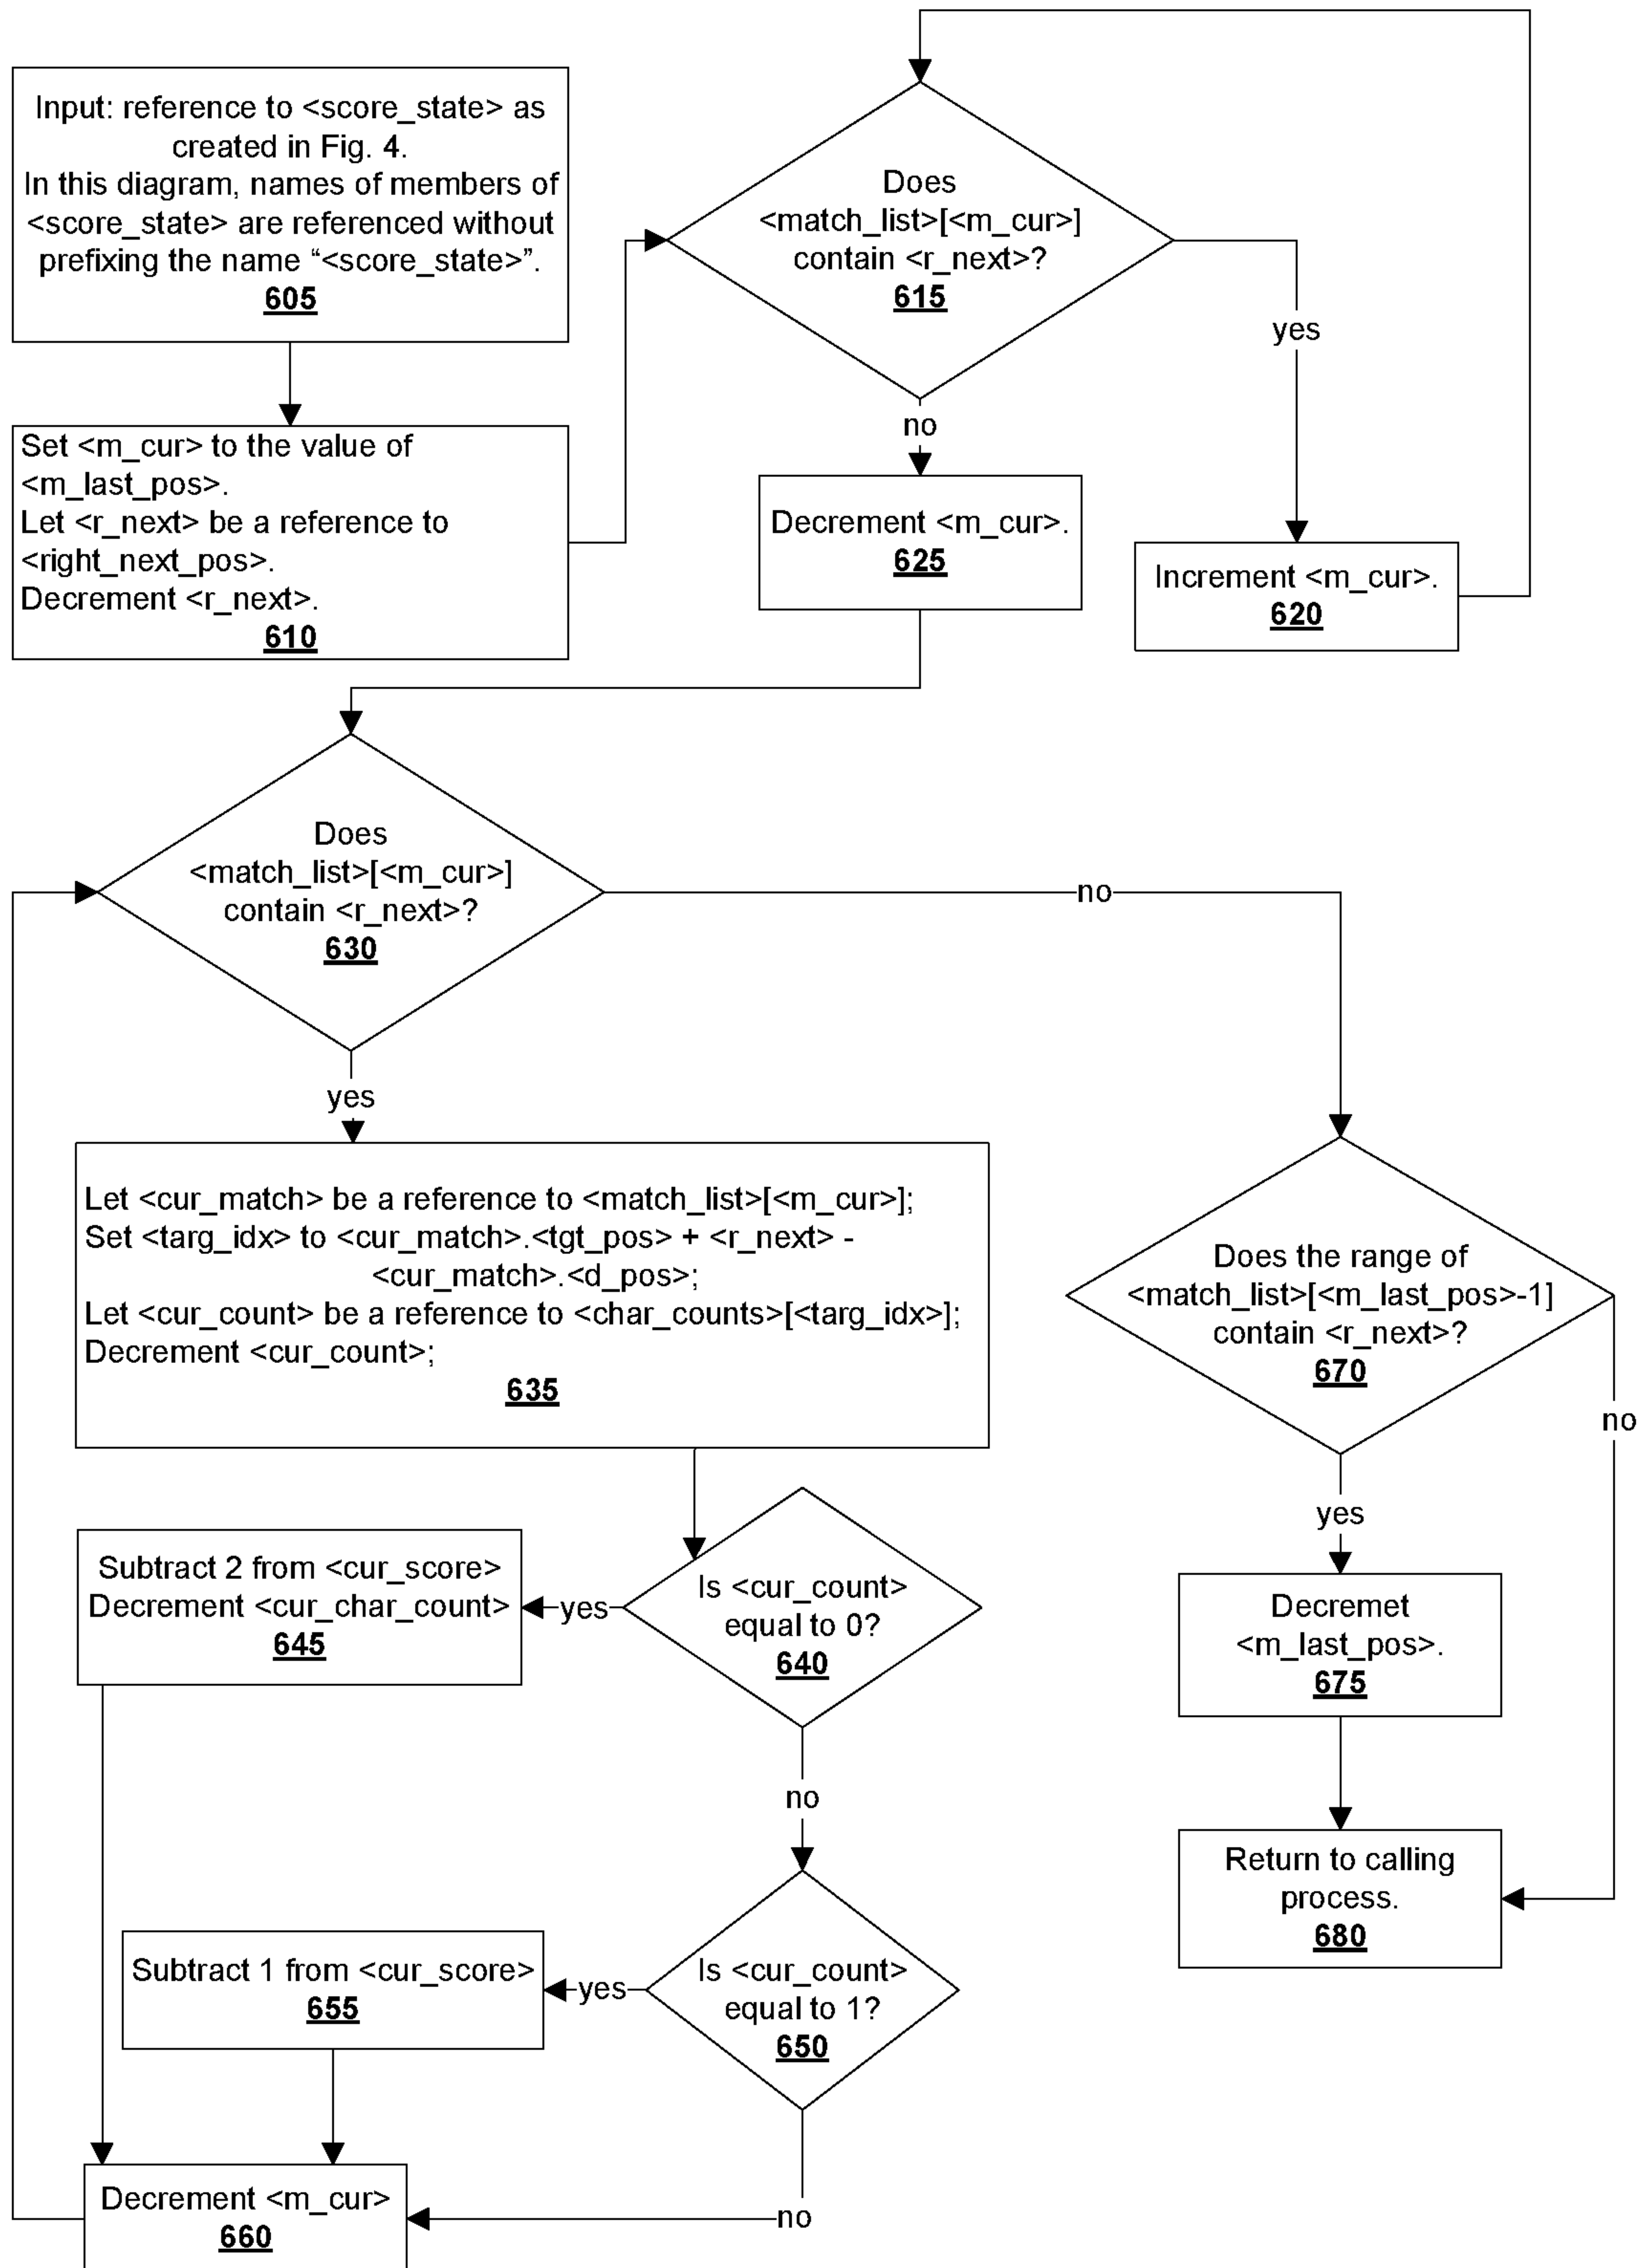 Input: reference to <score_state> as
created in Fig. 4.
In this diagram, names of members of
<score_state> are referenced without
prefixing the name “<score_state>”.
605
Set <m_cur> to the value of
<m_last_pos>.
Let <r_next> be a reference to
<right_next_pos>.
Decrement <r_next>.
610
Does
<match_list>[<m_cur>]
contain <r_next>?
615
yes
no
Increment <m_cur>.
620
Decrement <m_cur>.
625
Does
<match_list>[<m_cur>]
contain <r_next>?
630
no
yes
Let <cur_match> be a reference to <match_list>[<m_cur>];
Set <targ_idx> to <cur_match>.<tgt_pos> + <r_next> -
<cur_match>.<d_pos>;
Let <cur_count> be a reference to <char_counts>[<targ_idx>];
Decrement <cur_count>;
635
Is <cur_count>
equal to 0?
640
yes
Subtract 2 from <cur_score>
Decrement <cur_char_count>
645
no
Is <cur_count>
equal to 1?
650
yes
Subtract 1 from <cur_score>
655
no
Decrement <m_cur>
660
Does the range of
<match_list>[<m_last_pos>-1]
contain <r_next>?
670
no
yes
Decremet
<m_last_pos>.
675
Return to calling
process.
680